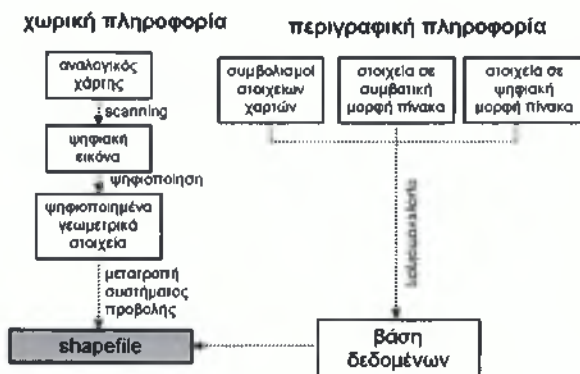 χωρική πληροφορία
αναλογικός
χάρτης
scanning
ψηφιακή
εικόνα
ψηφιοποίηση
ψηφιοποιημένα
γεωμετρικά
στοιχεία
μετατροπή
συστήματος
προβολής
shapefile
περιγραφική πληροφορία
συμβολισμοί
στοιχείων
χαρτών
στοιχεία σε
συμβατική
μορφή πίνακα
στοιχεία σε
ψηφιακή
μορφή πίνακα
βάση
δεδομένων